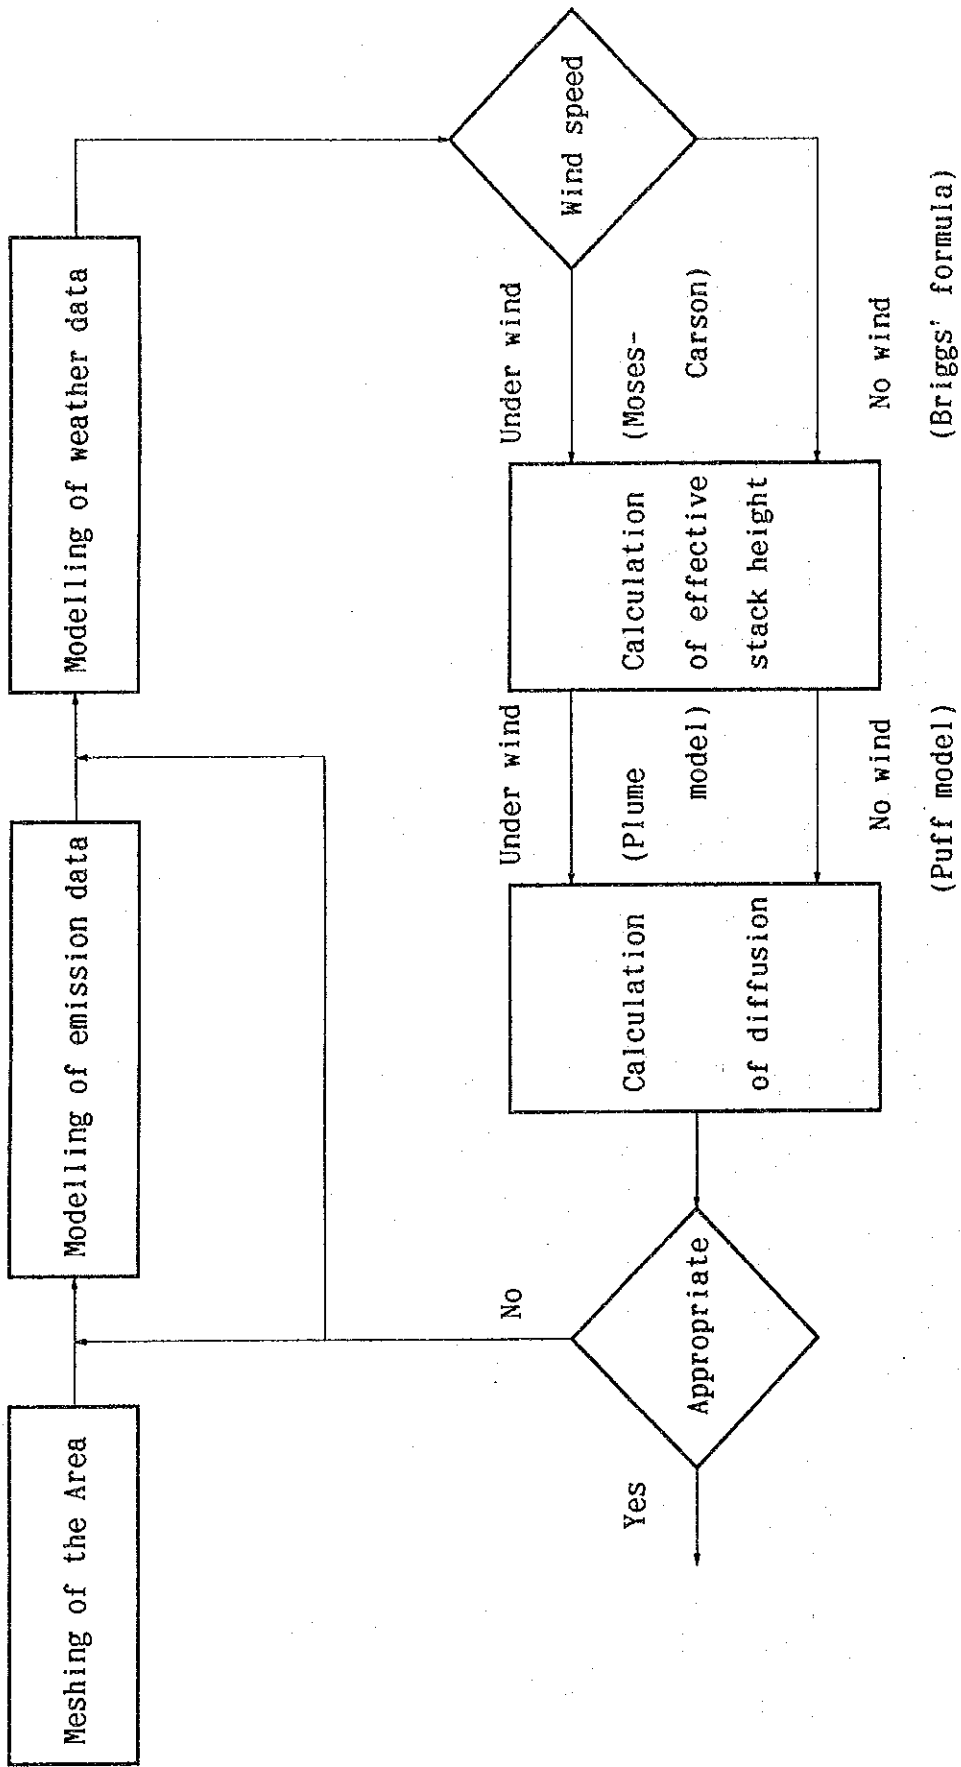 Meshing of the Area
Modelling of emission data
Modelling of weather data
Wind speed
Under wind
(Moses-
Carson)
No wind
(Briggs' formula)
Calculation
of effective
stack height
Under wind
(Plume
model)
No wind
(Puff model)
Calculation
of diffusion
Appropriate
No
Yes